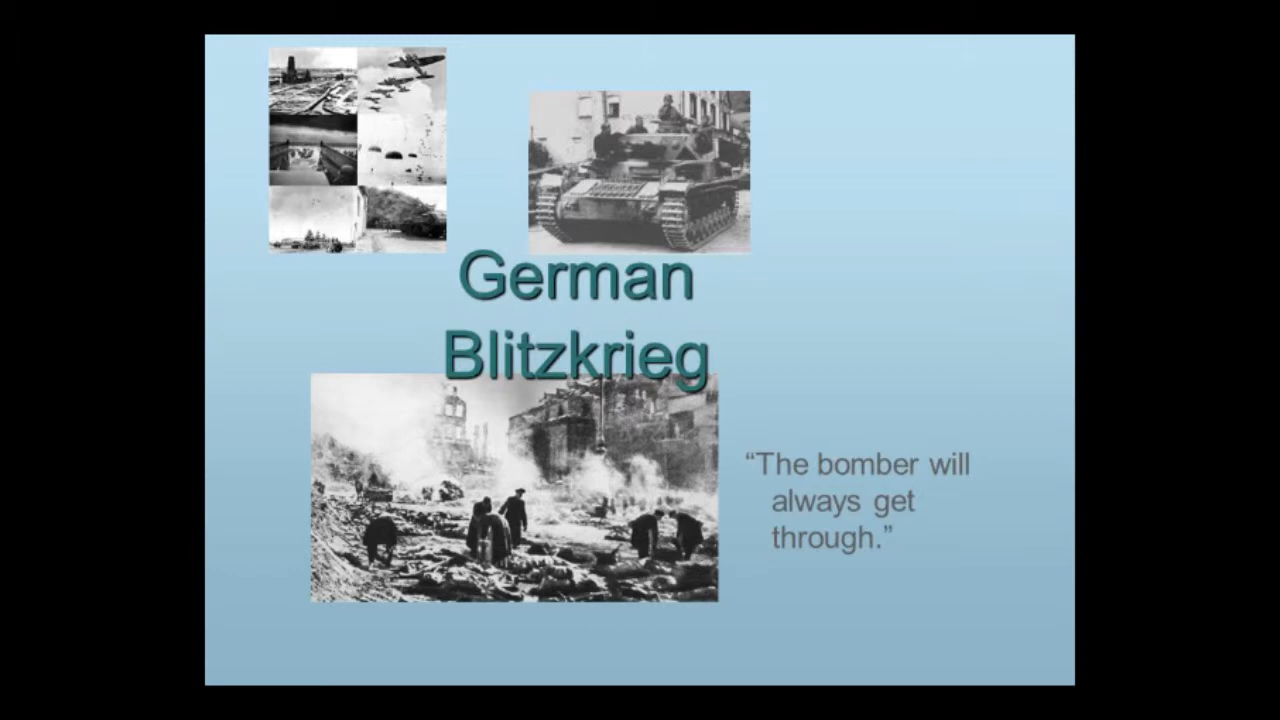 German
Blitzkrieg
“The bomber will
always get
through.”